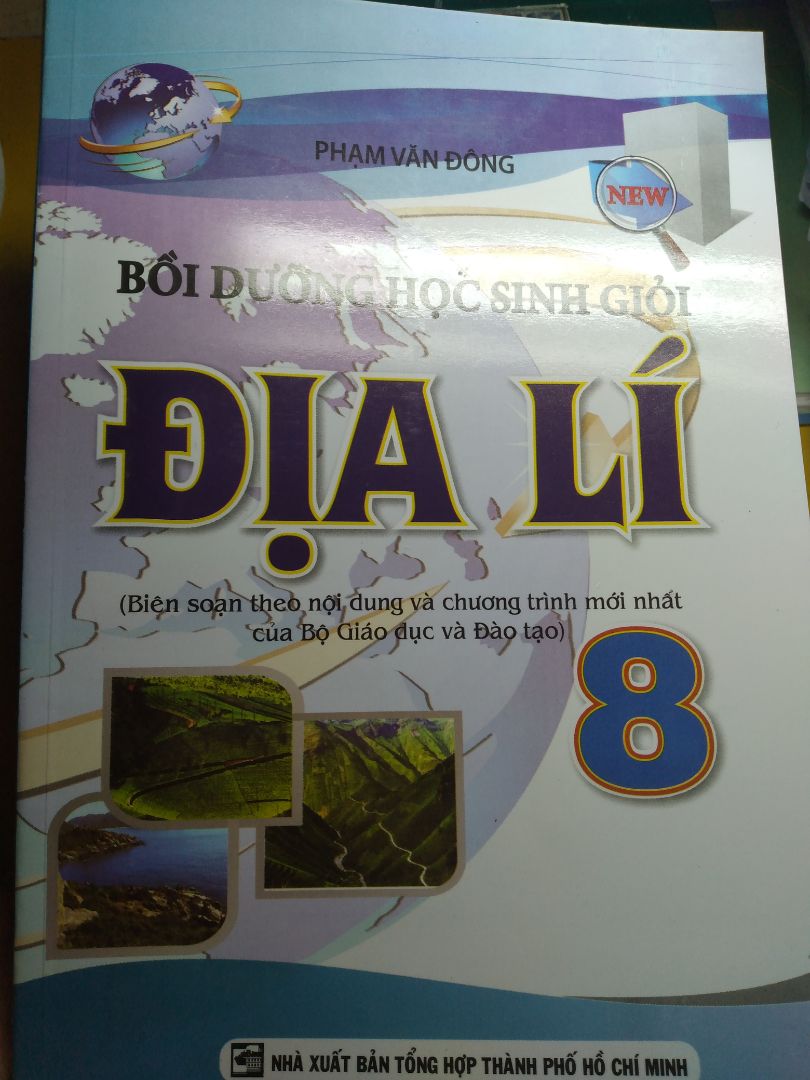 PHẠM VĂN ĐÔNG
NEW
BỒI DƯỠNG HỌC SINH GIỎI
ĐỊA LÍ
(Biên soạn theo nội dung và chương trình mới nhất
của Bộ Giáo dục và Đào tạo)
8
NHÀ XUẤT BẢN TỔNG HỢP THÀNH PHỐ HỒ CHÍ MINH